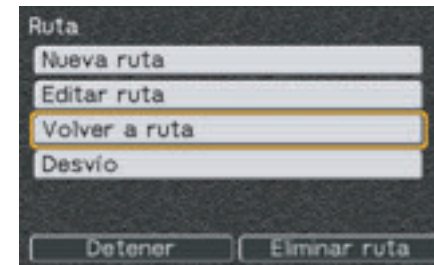 Ruta
Nueva ruta
Editar ruta
Volver a ruta
Desvío
Detener
Eliminar ruta